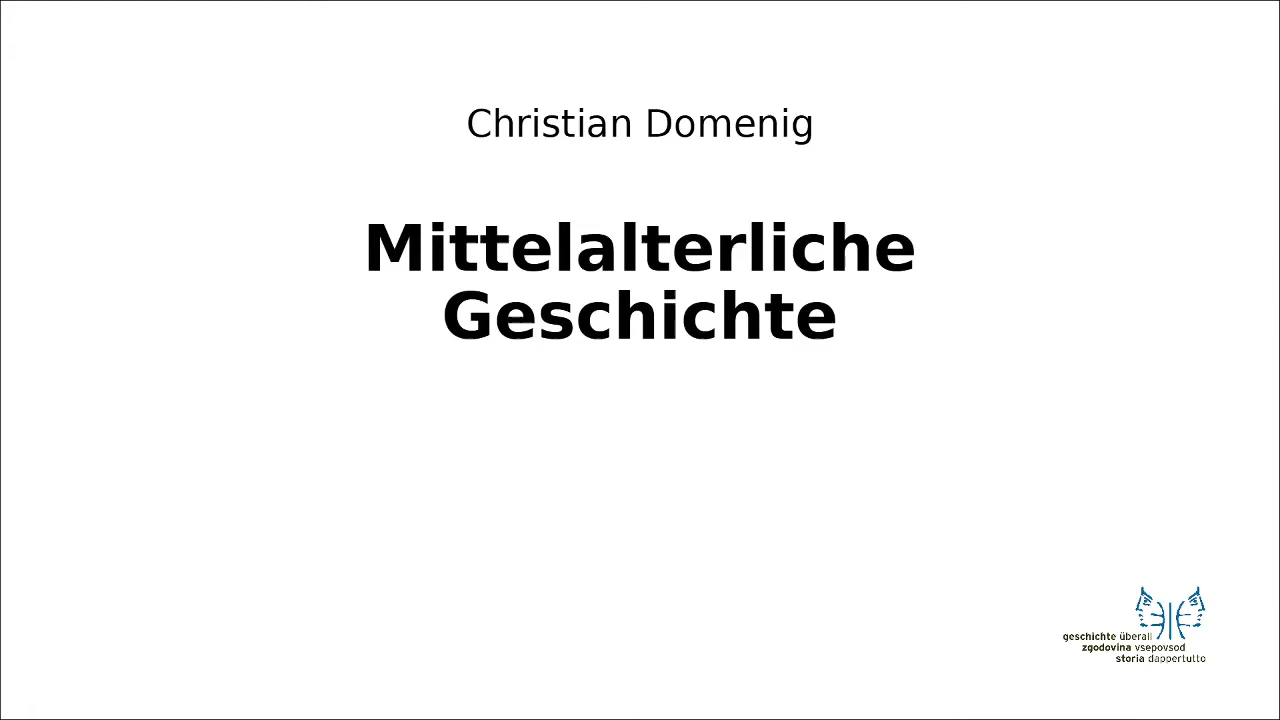 Christian Domenig
Mittelalterliche
Geschichte
geschichte überall
zgodovina vsepovsod
storia dappertutto